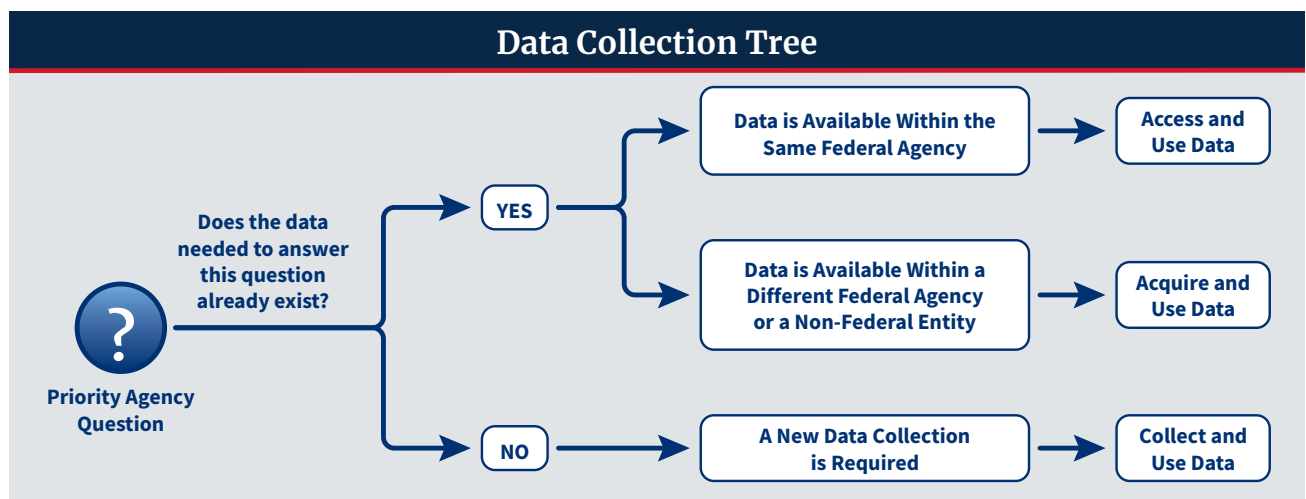 Data Collection Tree
?
Priority Agency
Question
Does the data
needed to answer
this question
already exist?
YES
Data is Available Within the
Same Federal Agency
Access and
Use Data
Data is Available Within a
Different Federal Agency
or a Non-Federal Entity
Acquire and
Use Data
NO
A New Data Collection
is Required
Collect and
Use Data